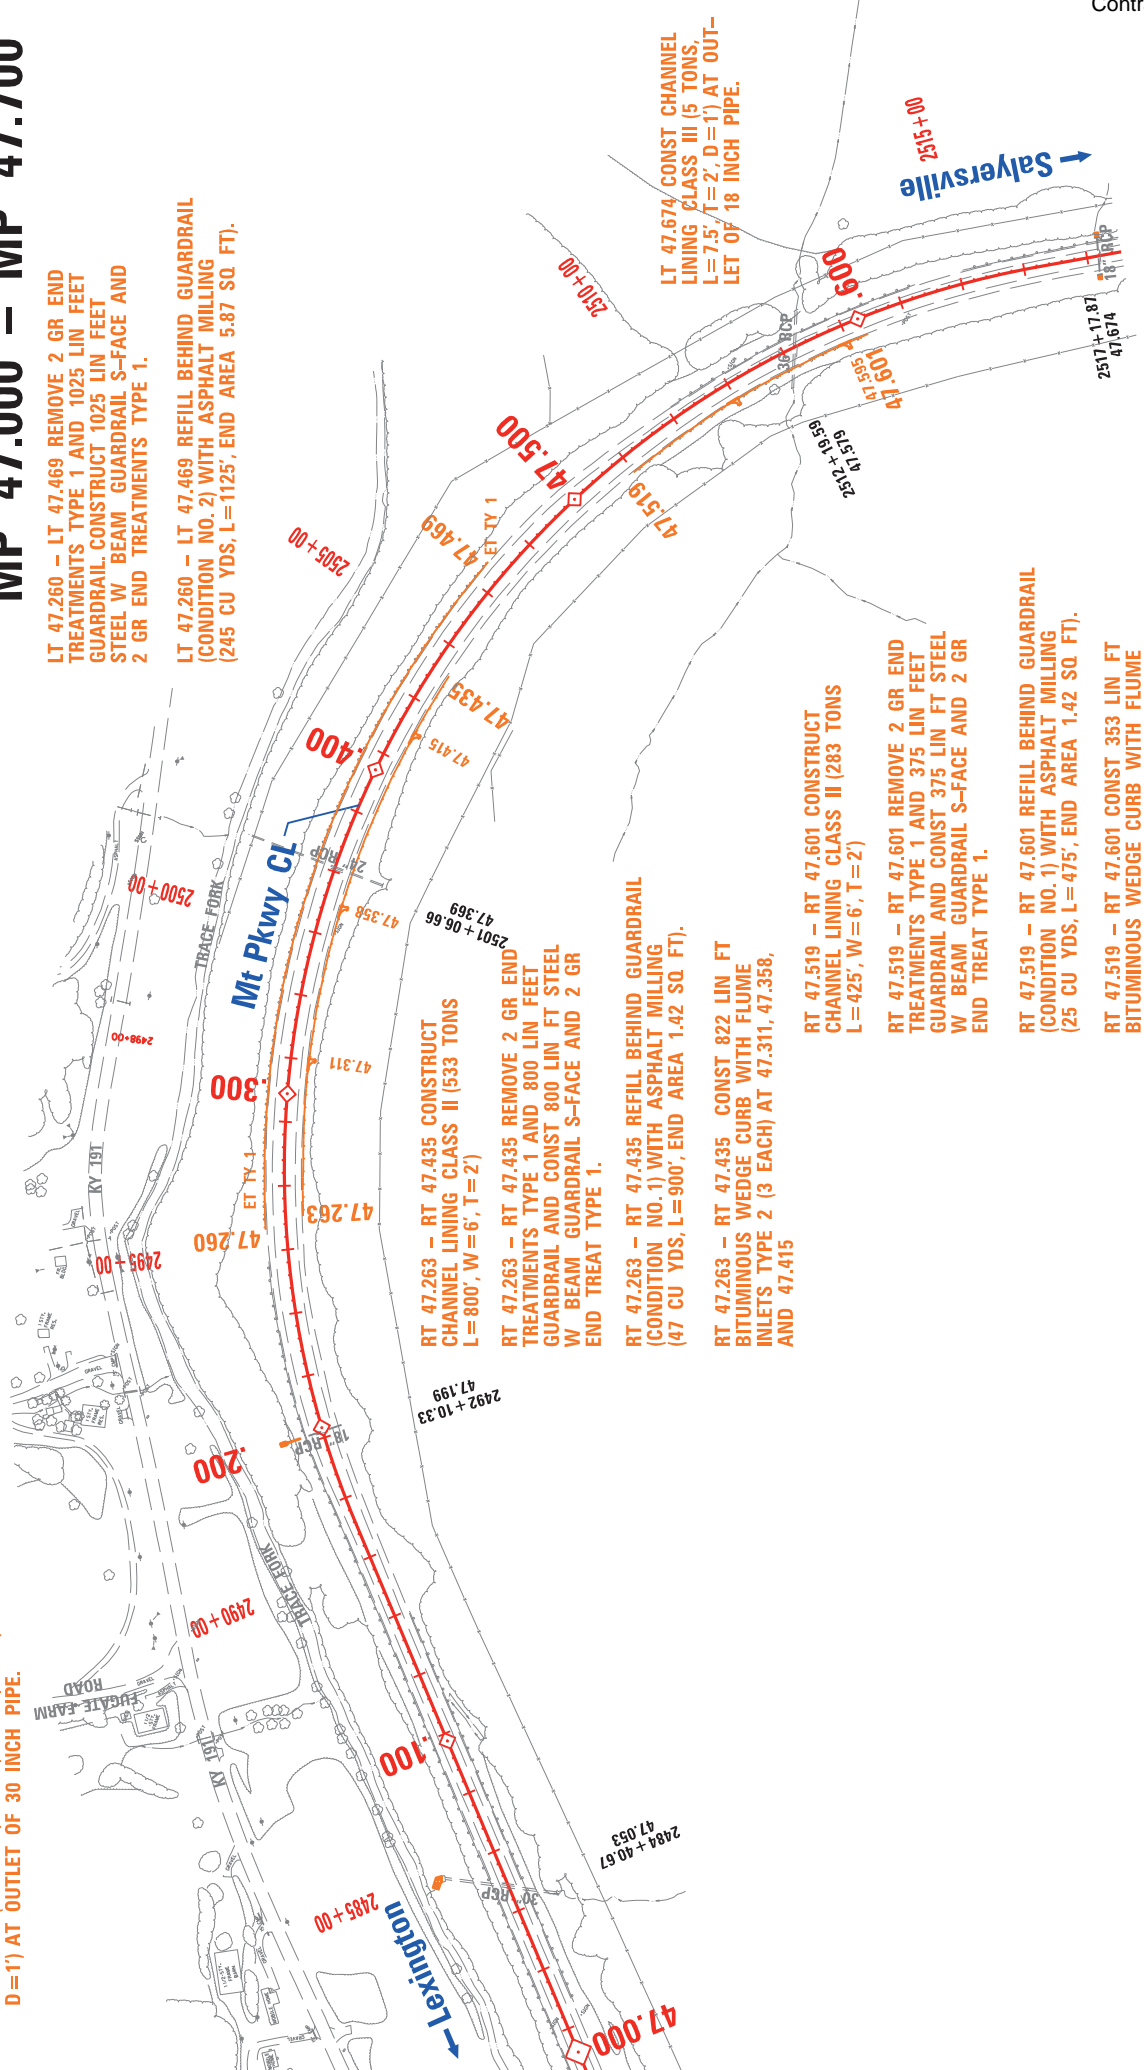 MP 47.000 – MP 47.700
Contr
D=1') AT OUTLET OF 30 INCH PIPE.
LT 47.260 – LT 47.469 REMOVE 2 GR END
TREATMENTS TYPE 1 AND 1025 LIN FEET
GUARDRAIL. CONSTRUCT 1025 LIN FEET
STEEL W BEAM GUARDRAIL S–FACE AND
2 GR END TREATMENTS TYPE 1.
LT 47.260 – LT 47.469 REFILL BEHIND GUARDRAIL
(CONDITION NO. 2) WITH ASPHALT MILLING
(245 CU YDS, L=1125', END AREA 5.87 SQ FT).
LT 47.674 CONST CHANNEL
LINING CLASS III (5 TONS,
L=7.5', T=2', D=1') AT OUT–
LET OF 18 INCH PIPE.
RT 47.263 – RT 47.435 CONSTRUCT
CHANNEL LINING CLASS II (533 TONS
L=800', W=6', T=2')
RT 47.263 – RT 47.435 REMOVE 2 GR END
TREATMENTS TYPE 1 AND 800 LIN FEET
GUARDRAIL AND CONST 800 LIN FT STEEL
W BEAM GUARDRAIL S–FACE AND 2 GR
END TREAT TYPE 1.
RT 47.263 – RT 47.435 REFILL BEHIND GUARDRAIL
(CONDITION NO. 1) WITH ASPHALT MILLING
(47 CU YDS, L=900', END AREA 1.42 SQ FT).
RT 47.263 – RT 47.435 CONST 822 LIN FT
BITUMINOUS WEDGE CURB WITH FLUME
INLETS TYPE 2 (3 EACH) AT 47.311, 47.358,
AND 47.415
RT 47.519 – RT 47.601 CONSTRUCT
CHANNEL LINING CLASS II (283 TONS
L=425', W=6', T=2')
RT 47.519 – RT 47.601 REMOVE 2 GR END
TREATMENTS TYPE 1 AND 375 LIN FEET
GUARDRAIL AND CONST 375 LIN FT STEEL
W BEAM GUARDRAIL S–FACE AND 2 GR
END TREAT TYPE 1.
RT 47.519 – RT 47.601 REFILL BEHIND GUARDRAIL
(CONDITION NO. 1) WITH ASPHALT MILLING
(25 CU YDS, L=475', END AREA 1.42 SQ FT).
RT 47.519 – RT 47.601 CONST 353 LIN FT
BITUMINOUS WEDGE CURB WITH FLUME
Lexington
Salyersville
Mt Pkwy CL
47.000
.100
.200
.300
.400
47.500
.600
2485+00
2490+00
2495+00
2498+00
2500+00
2505+00
2510+00
2515+00
2484+40.67
47.053
2492+10.33
47.199
2501+06.66
47.369
2512+19.59
47.579
2517+17.87
47.674
47.260
ET TY 1
47.263
47.311
47.358
47.415
47.435
47.469
ET TY 1
47.519
47.595
47.601
30" RCP
18" RCP
24" RCP
36" RCP
18" RCP
TRACE FORK
TRACE FORK
KY 191
KY 191
FUGATE FARM
ROAD